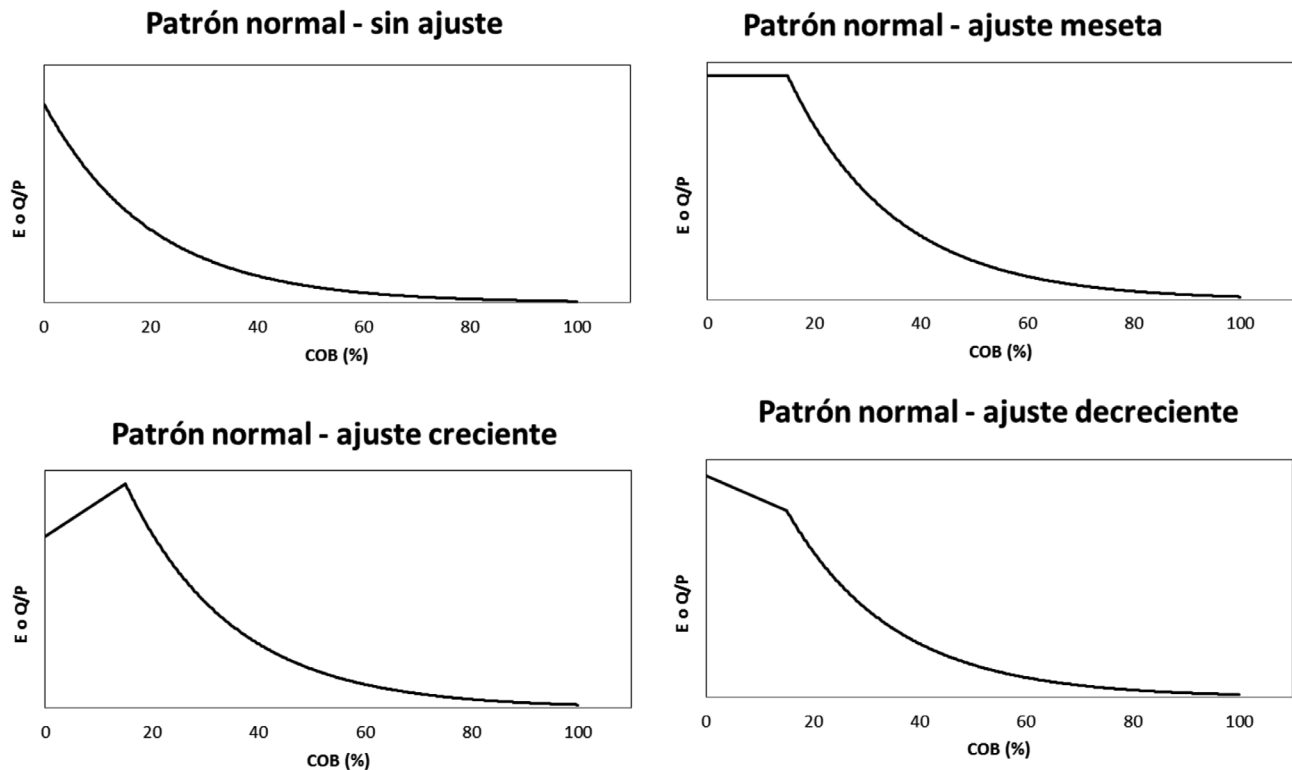 Patrón normal - sin ajuste
E o Q/P
0 20 40 60 80 100
COB (%)
Patrón normal - ajuste meseta
E o Q/P
0 20 40 60 80 100
COB (%)
Patrón normal - ajuste creciente
E o Q/P
0 20 40 60 80 100
COB (%)
Patrón normal - ajuste decreciente
E o Q/P
0 20 40 60 80 100
COB (%)